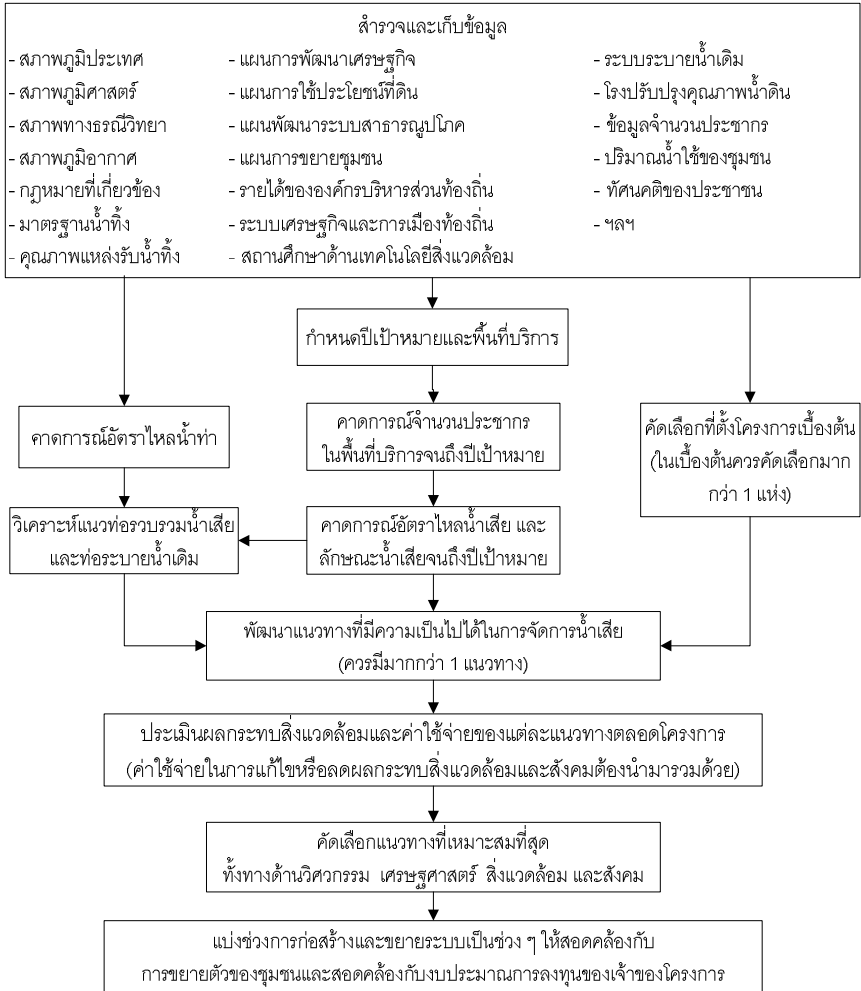 สำรวจและเก็บข้อมูล
- สภาพภูมิประเทศ
- สภาพภูมิศาสตร์
- สภาพทางธรณีวิทยา
- สภาพภูมิอากาศ
- กฎหมายที่เกี่ยวข้อง
- มาตรฐานน้ำทิ้ง
- คุณภาพแหล่งรับน้ำทิ้ง
- แผนการพัฒนาเศรษฐกิจ
- แผนการใช้ประโยชน์ที่ดิน
- แผนพัฒนาระบบสาธารณูปโภค
- แผนการขยายชุมชน
- รายได้ขององค์กรบริหารส่วนท้องถิ่น
- ระบบเศรษฐกิจและการเมืองท้องถิ่น
- สถานศึกษาด้านเทคโนโลยีสิ่งแวดล้อม
- ระบบระบายน้ำเดิม
- โรงปรับปรุงคุณภาพน้ำดิน
- ข้อมูลจำนวนประชากร
- ปริมาณน้ำใช้ของชุมชน
- ทัศนคติของประชาชน
- ฯลฯ
กำหนดปีเป้าหมายและพื้นที่บริการ
คาดการณ์อัตราไหลน้ำท่า
คาดการณ์จำนวนประชากร
ในพื้นที่บริการจนถึงปีเป้าหมาย
คัดเลือกที่ตั้งโครงการเบื้องต้น
(ในเบื้องต้นควรคัดเลือกมาก
กว่า 1 แห่ง)
วิเคราะห์แนวท่อรวบรวมน้ำเสีย
และท่อระบายน้ำเดิม
คาดการณ์อัตราไหลน้ำเสีย และ
ลักษณะน้ำเสียจนถึงปีเป้าหมาย
พัฒนาแนวทางที่มีความเป็นไปได้ในการจัดการน้ำเสีย
(ควรมีมากกว่า 1 แนวทาง)
ประเมินผลกระทบสิ่งแวดล้อมและค่าใช้จ่ายของแต่ละแนวทางตลอดโครงการ
(ค่าใช้จ่ายในการแก้ไขหรือลดผลกระทบสิ่งแวดล้อมและสังคมต้องนำมารวมด้วย)
คัดเลือกแนวทางที่เหมาะสมที่สุด
ทั้งทางด้านวิศวกรรม เศรษฐศาสตร์ สิ่งแวดล้อม และสังคม
แบ่งช่วงการก่อสร้างและขยายระบบเป็นช่วง ๆ ให้สอดคล้องกับ
การขยายตัวของชุมชนและสอดคล้องกับงบประมาณการลงทุนของเจ้าของโครงการ